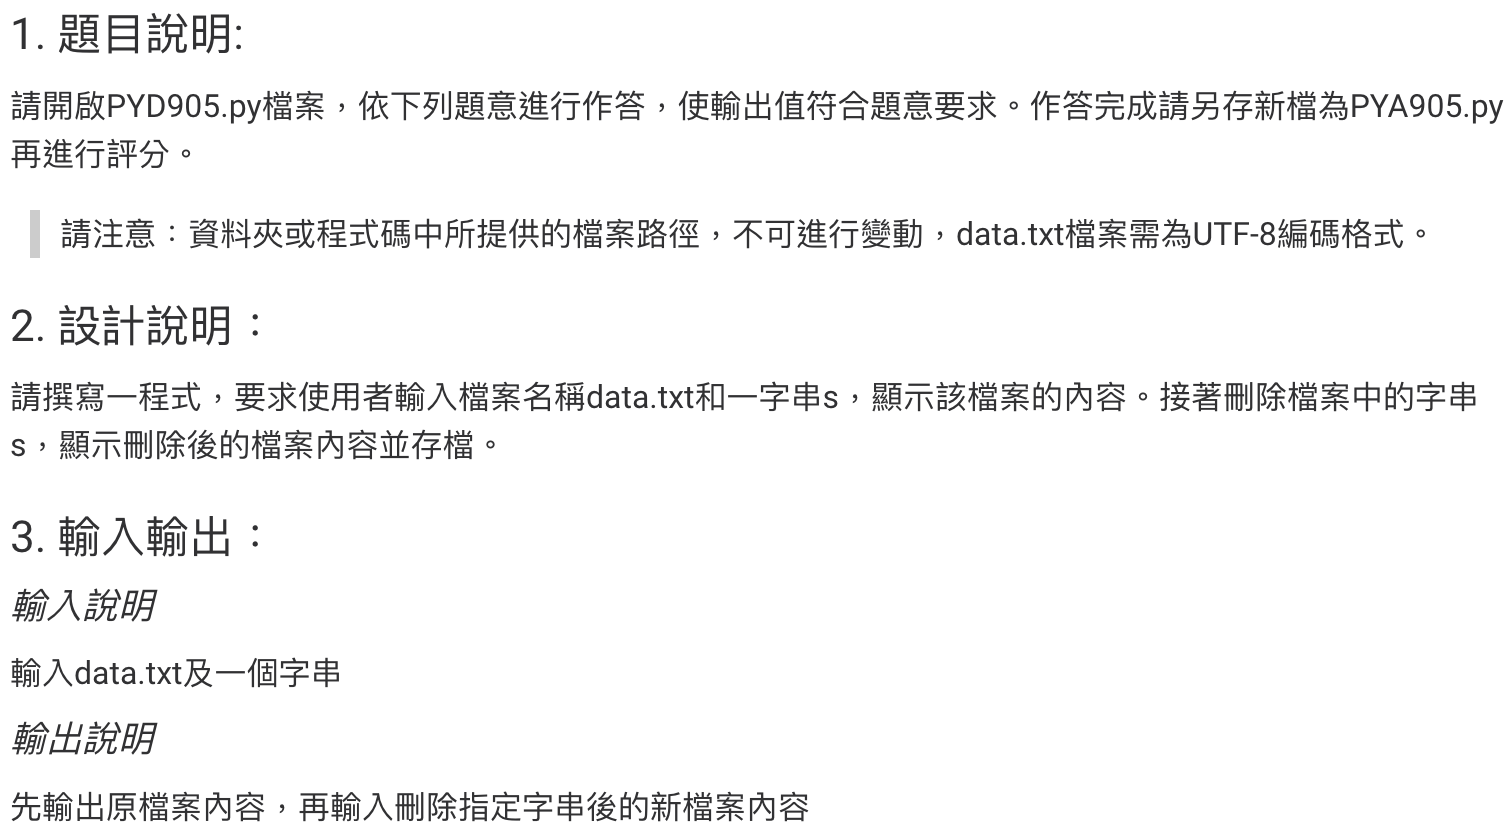 1. 題目說明:
請開啟PYD905.py檔案，依下列題意進行作答，使輸出值符合題意要求。作答完成請另存新檔為PYA905.py
再進行評分。
請注意：資料夾或程式碼中所提供的檔案路徑，不可進行變動，data.txt檔案需為UTF-8編碼格式。
2. 設計說明：
請撰寫一程式，要求使用者輸入檔案名稱data.txt和一字串s，顯示該檔案的內容。接著刪除檔案中的字串
s，顯示刪除後的檔案內容並存檔。
3. 輸入輸出：
輸入說明
輸入data.txt及一個字串
輸出說明
先輸出原檔案內容，再輸入刪除指定字串後的新檔案內容